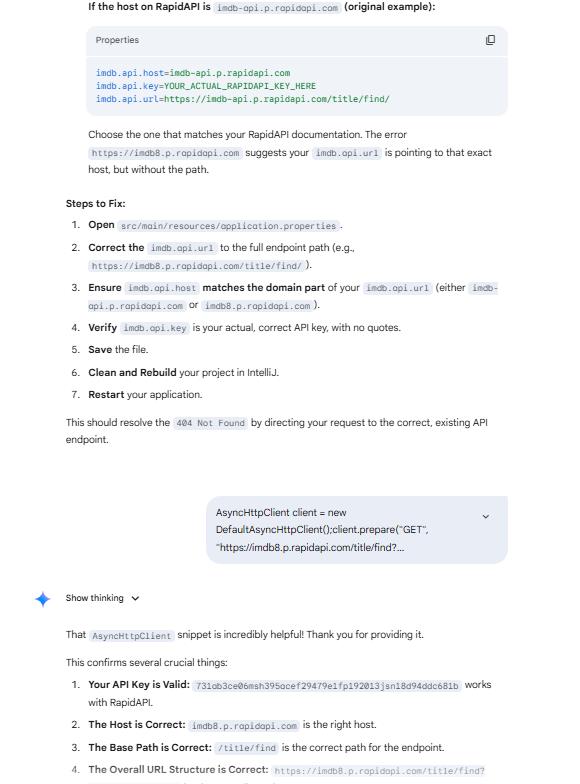 If the host on RapidAPI is imdb-api.p.rapidapi.com (original example):
Properties
imdb.api.host=imdb-api.p.rapidapi.com
imdb.api.key=YOUR_ACTUAL_RAPIDAPI_KEY_HERE
imdb.api.url=https://imdb-api.p.rapidapi.com/title/find/
Choose the one that matches your RapidAPI documentation. The error
https://imdb8.p.rapidapi.com suggests your imdb.api.url is pointing to that exact
host, but without the path.
Steps to Fix:
1. Open src/main/resources/application.properties.
2. Correct the imdb.api.url to the full endpoint path (e.g.,
https://imdb8.p.rapidapi.com/title/find/ ).
3. Ensure imdb.api.host matches the domain part of your imdb.api.url (either imdb-
api.p.rapidapi.com or imdb8.p.rapidapi.com ).
4. Verify imdb.api.key is your actual, correct API key, with no quotes.
5. Save the file.
6. Clean and Rebuild your project in IntelliJ.
7. Restart your application.
This should resolve the 404 Not Found by directing your request to the correct, existing API
endpoint.
AsyncHttpClient client = new
DefaultAsyncHttpClient();client.prepare("GET",
"https://imdb8.p.rapidapi.com/title/find?...
Show thinking
That AsyncHttpClient snippet is incredibly helpful! Thank you for providing it.
This confirms several crucial things:
1. Your API Key is Valid: 731ab3ce06msh395acef29479e1fp192013jsn18d94ddc681b works
with RapidAPI.
2. The Host is Correct: imdb8.p.rapidapi.com is the right host.
3. The Base Path is Correct: /title/find is the correct path for the endpoint.
4. The Overall URL Structure is Correct: https://imdb8.p.rapidapi.com/title/find?